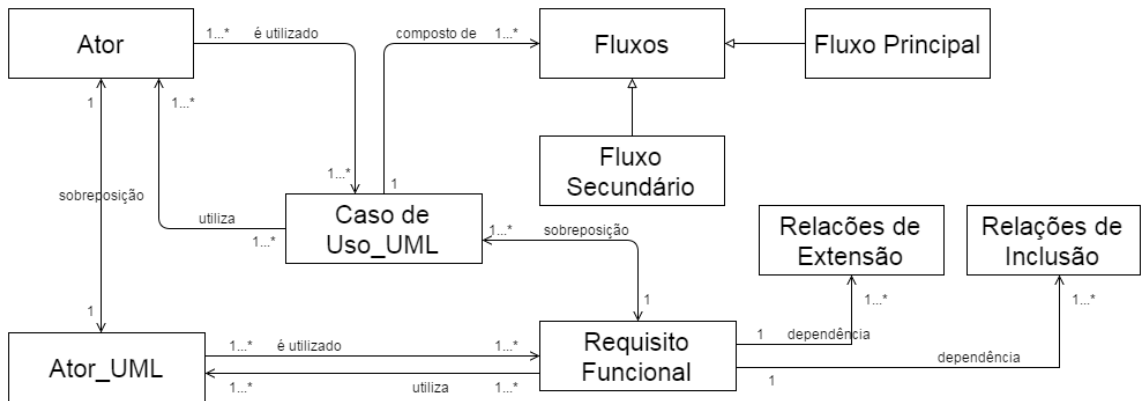 1...* é utilizado
composto de 1...*
Ator
Fluxos
Fluxo Principal
1
1...*
Fluxo
Secundário
1...*
1
sobreposição
utiliza
1...*
Caso de
Uso_UML
1...*
sobreposição
Relacões de
Extensão
Relações de
Inclusão
1...*
1...*
1
1
Ator_UML
1...* é utilizado 1...*
1...* utiliza 1...*
Requisito
Funcional
1 dependência
1 dependência